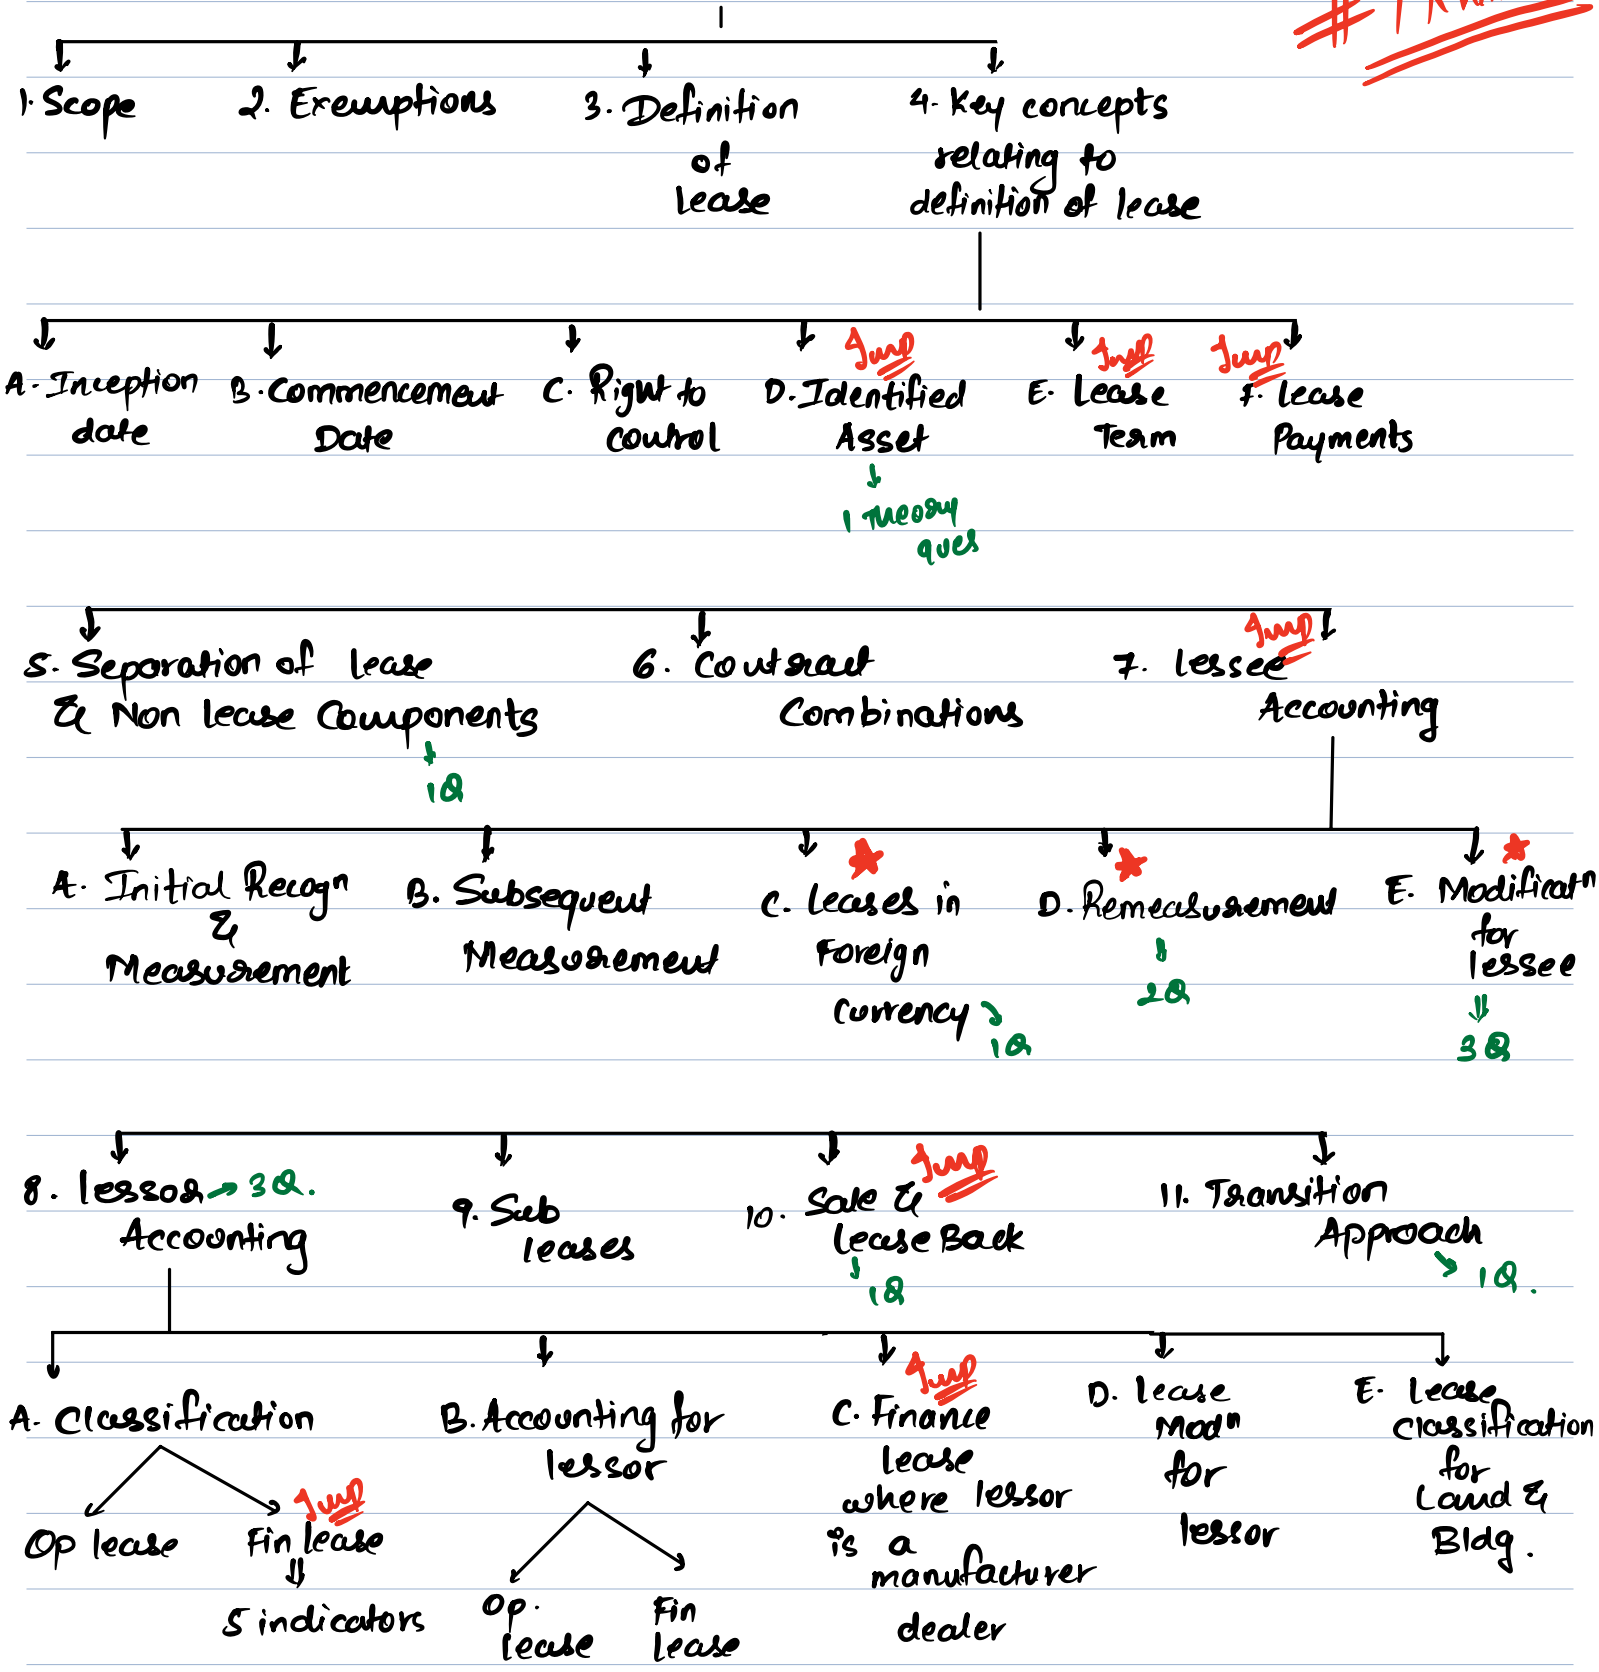 #
1. Scope
2. Exemptions
3. Definition
of
lease
4. Key concepts
relating to
definition of lease
A. Inception
date
B. Commencement
Date
C. Right to
control
Imp
D. Identified
Asset
1 Theory
ques
Imp
E. Lease
Term
Imp
F. lease
Payments
5. Separation of lease
& Non lease Components
1Q
6. Contract
Combinations
Imp
7. lessee
Accounting
A. Initial Recogn
&
Measurement
B. Subsequent
Measurement
C. leases in
Foreign
Currency
1Q
D. Remeasurement
2Q
E. Modificatn
for
lessee
3Q
8. lessor → 3Q.
Accounting
9. Sub
leases
Imp
10. Sale &
lease Back
1Q
11. Transition
Approach
1Q.
A. Classification
Op lease
Imp
Fin lease
5 indicators
B. Accounting for
lessor
Op.
lease
Fin
lease
Imp
C. Finance
lease
where lessor
is a
manufacturer
dealer
D. lease
Modn
for
lessor
E. lease
classification
for
Land &
Bldg.